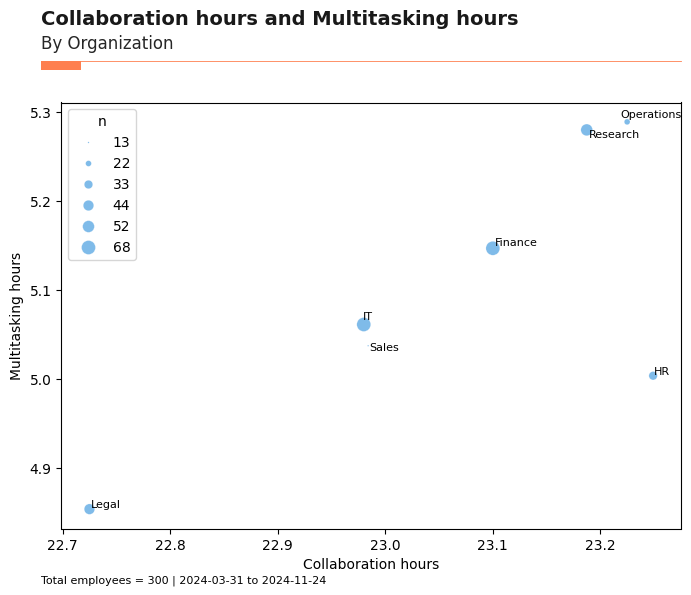 Collaboration hours and Multitasking hours
By Organization
n
13
22
33
44
52
68
Operations
Research
Finance
IT
Sales
HR
Legal
Multitasking hours
5.3
5.2
5.1
5.0
4.9
22.7 22.8 22.9 23.0 23.1 23.2
Collaboration hours
Total employees = 300 | 2024-03-31 to 2024-11-24